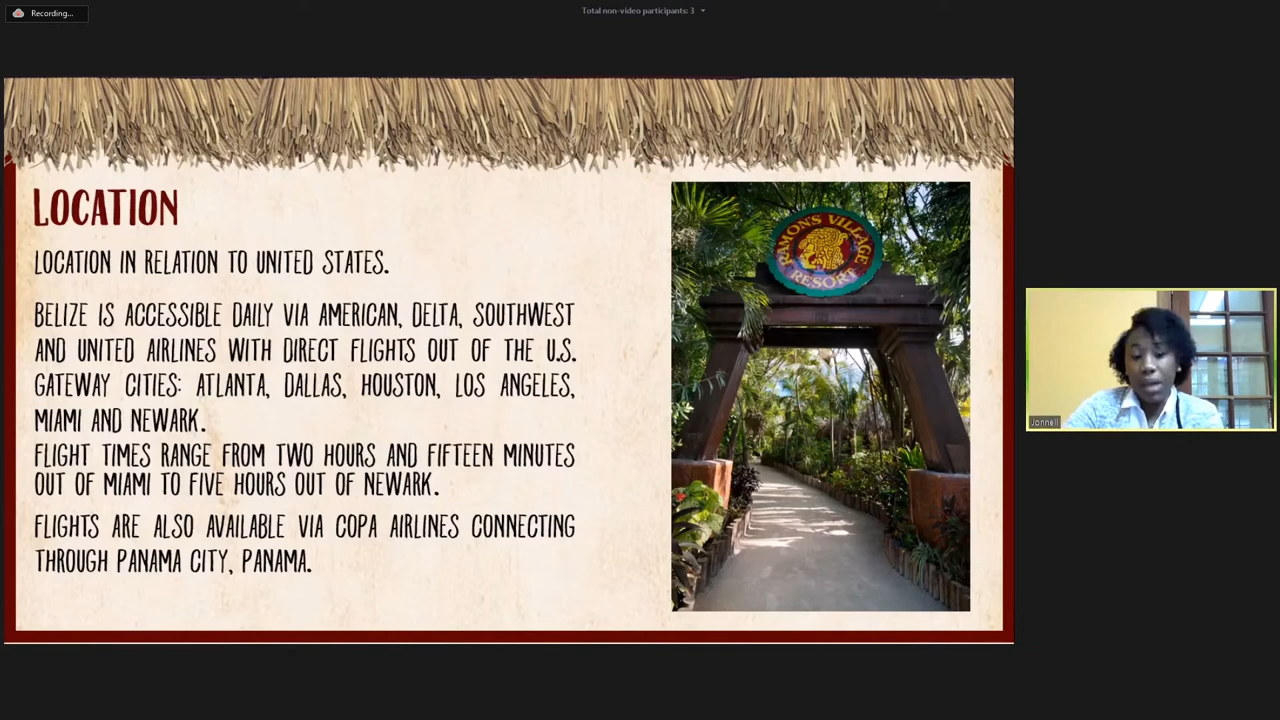 Recording...
Total non-video participants: 3
LOCATION
LOCATION IN RELATION TO UNITED STATES.
BELIZE IS ACCESSIBLE DAILY VIA AMERICAN, DELTA, SOUTHWEST
AND UNITED AIRLINES WITH DIRECT FLIGHTS OUT OF THE U.S.
GATEWAY CITIES: ATLANTA, DALLAS, HOUSTON, LOS ANGELES,
MIAMI AND NEWARK.
FLIGHT TIMES RANGE FROM TWO HOURS AND FIFTEEN MINUTES
OUT OF MIAMI TO FIVE HOURS OUT OF NEWARK.
FLIGHTS ARE ALSO AVAILABLE VIA COPA AIRLINES CONNECTING
THROUGH PANAMA CITY, PANAMA.
RAMON'S VILLAGE
RESORT
Jonnell